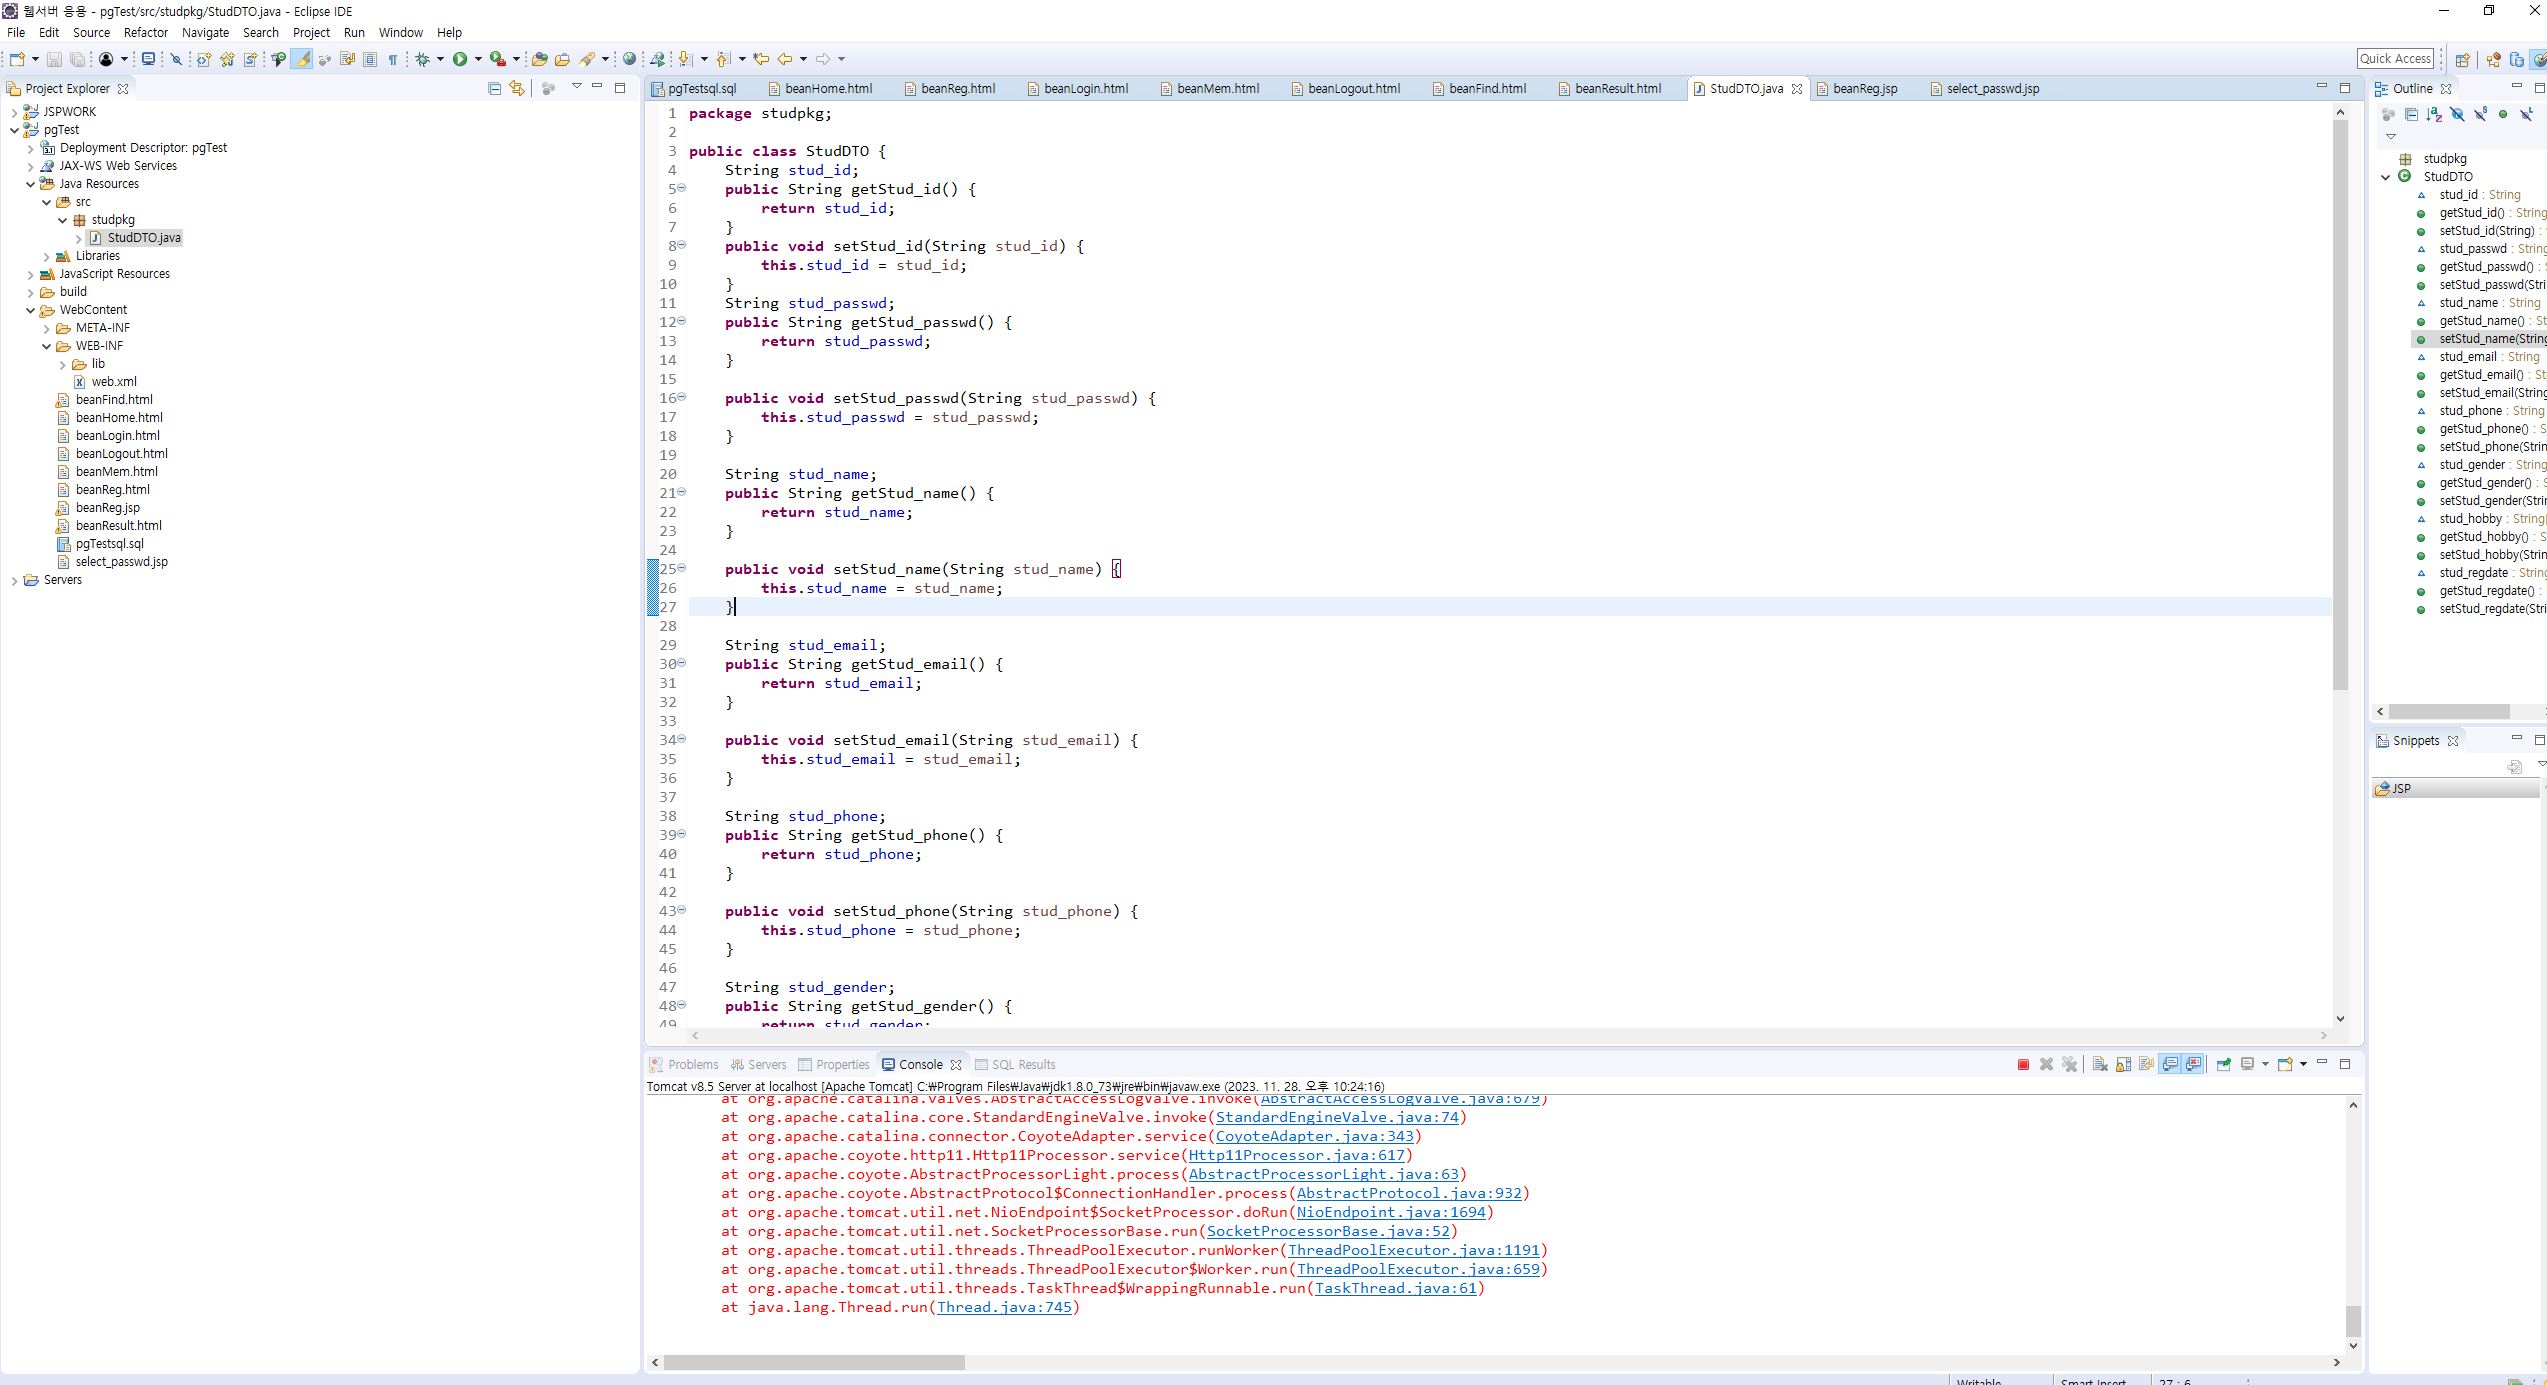 웹서버 응용 - pgTest/src/studpkg/StudDTO.java - Eclipse IDE
File Edit Source Refactor Navigate Search Project Run Window Help
Quick Access
Project Explorer
JSPWORK
pgTest
Deployment Descriptor: pgTest
JAX-WS Web Services
Java Resources
src
studpkg
StudDTO.java
Libraries
JavaScript Resources
build
WebContent
META-INF
WEB-INF
lib
web.xml
beanFind.html
beanHome.html
beanLogin.html
beanLogout.html
beanMem.html
beanReg.html
beanReg.jsp
beanResult.html
pgTestsql.sql
select_passwd.jsp
Servers
pgTestsql.sql beanHome.html beanReg.html beanLogin.html beanMem.html beanLogout.html beanFind.html beanResult.html StudDTO.java beanReg.jsp select_passwd.jsp
1 package studpkg;
2
3 public class StudDTO {
4 String stud_id;
5 public String getStud_id() {
6 return stud_id;
7 }
8 public void setStud_id(String stud_id) {
9 this.stud_id = stud_id;
10 }
11 String stud_passwd;
12 public String getStud_passwd() {
13 return stud_passwd;
14 }
15
16 public void setStud_passwd(String stud_passwd) {
17 this.stud_passwd = stud_passwd;
18 }
19
20 String stud_name;
21 public String getStud_name() {
22 return stud_name;
23 }
24
25 public void setStud_name(String stud_name) {
26 this.stud_name = stud_name;
27 }
28
29 String stud_email;
30 public String getStud_email() {
31 return stud_email;
32 }
33
34 public void setStud_email(String stud_email) {
35 this.stud_email = stud_email;
36 }
37
38 String stud_phone;
39 public String getStud_phone() {
40 return stud_phone;
41 }
42
43 public void setStud_phone(String stud_phone) {
44 this.stud_phone = stud_phone;
45 }
46
47 String stud_gender;
48 public String getStud_gender() {
49 return stud_gender;
Outline
studpkg
StudDTO
stud_id : String
getStud_id() : String
setStud_id(String) :
stud_passwd : String
getStud_passwd() :
setStud_passwd(Stri
stud_name : String
getStud_name() : St
setStud_name(String
stud_email : String
getStud_email() : St
setStud_email(String
stud_phone : String
getStud_phone() : S
setStud_phone(Strin
stud_gender : String
getStud_gender() : S
setStud_gender(Strin
stud_hobby : String[
getStud_hobby() : S
setStud_hobby(Strin
stud_regdate : String
getStud_regdate() :
setStud_regdate(Stri
Snippets
JSP
Problems Servers Properties Console SQL Results
Tomcat v8.5 Server at localhost [Apache Tomcat] C:₩Program Files₩Java₩jdk1.8.0_73₩jre₩bin₩javaw.exe (2023. 11. 28. 오후 10:24:16)
at org.apache.catalina.valves.AbstractAccessLogValve.invoke(AbstractAccessLogValve.java:679)
at org.apache.catalina.core.StandardEngineValve.invoke(StandardEngineValve.java:74)
at org.apache.catalina.connector.CoyoteAdapter.service(CoyoteAdapter.java:343)
at org.apache.coyote.http11.Http11Processor.service(Http11Processor.java:617)
at org.apache.coyote.AbstractProcessorLight.process(AbstractProcessorLight.java:63)
at org.apache.coyote.AbstractProtocol$ConnectionHandler.process(AbstractProtocol.java:932)
at org.apache.tomcat.util.net.NioEndpoint$SocketProcessor.doRun(NioEndpoint.java:1694)
at org.apache.tomcat.util.net.SocketProcessorBase.run(SocketProcessorBase.java:52)
at org.apache.tomcat.util.threads.ThreadPoolExecutor.runWorker(ThreadPoolExecutor.java:1191)
at org.apache.tomcat.util.threads.ThreadPoolExecutor$Worker.run(ThreadPoolExecutor.java:659)
at org.apache.tomcat.util.threads.TaskThread$WrappingRunnable.run(TaskThread.java:61)
at java.lang.Thread.run(Thread.java:745)
Writable Smart Insert 27 : 6